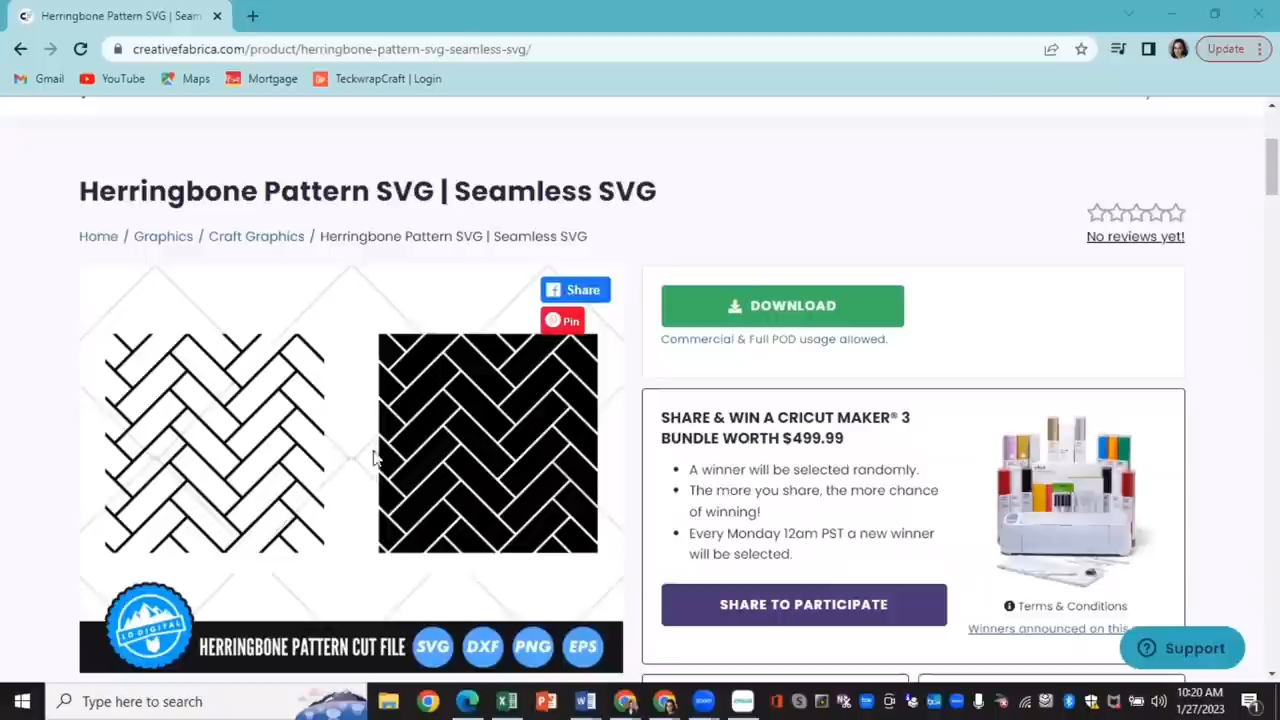 Herringbone Pattern SVG | Seam
creativefabrica.com/product/herringbone-pattern-svg-seamless-svg/
Update
Gmail
YouTube
Maps
Mortgage
TeckwrapCraft | Login
Herringbone Pattern SVG | Seamless SVG
No reviews yet!
Home / Graphics / Craft Graphics / Herringbone Pattern SVG | Seamless SVG
Share
Pin
DOWNLOAD
Commercial & Full POD usage allowed.
SHARE & WIN A CRICUT MAKER® 3
BUNDLE WORTH $499.99
A winner will be selected randomly.
The more you share, the more chance
of winning!
Every Monday 12am PST a new winner
will be selected.
SHARE TO PARTICIPATE
Terms & Conditions
Winners announced on this
LD DIGITAL
HERRINGBONE PATTERN CUT FILE
SVG
DXF
PNG
EPS
Support
Type here to search
10:20 AM
1/27/2023